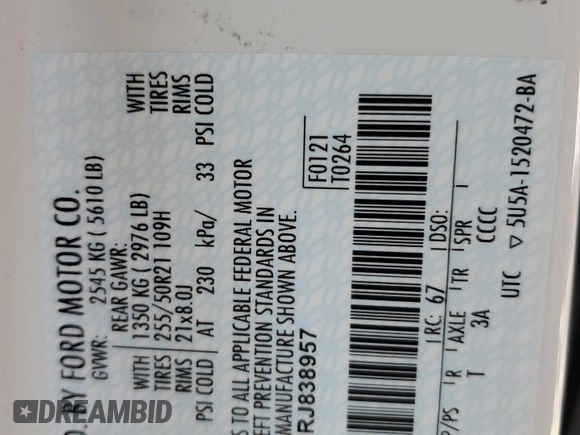 D. BY FORD MOTOR CO.
GVWR: 2545 KG ( 5610 LB)
REAR GAWR:
WITH 1350 KG ( 2976 LB) WITH
TIRES 255/50R21 109H TIRES
RIMS 21x8.0J RIMS
PSI COLD AT 230 kPa/ 33 PSI COLD
S TO ALL APPLICABLE FEDERAL MOTOR
EFT PREVENTION STANDARDS IN
MANUFACTURE SHOWN ABOVE.
RJ838957
F0121
T0264
RC: 67 DSO:
P/PS R AXLE TR SPR
T 3A CCCC
UTC ▽ 5U5A-1520472-BA
DREAMBID